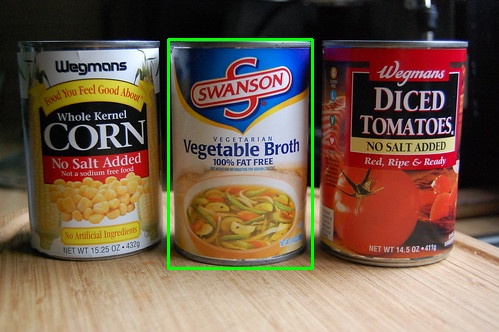 Wegmans
Food You Feel Good About
Whole Kernel
CORN
No Salt Added
Not a sodium free food
No Artificial Ingredients
NET WT 15.25 OZ • 432g
SWANSON
VEGETARIAN
Vegetable Broth
100% FAT FREE
Wegmans
DICED
TOMATOES
NO SALT ADDED
Red, Ripe & Ready
NET WT 14.5 OZ • 411g